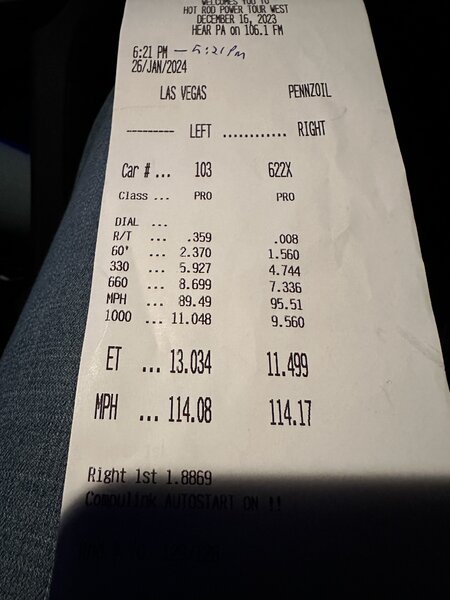 WELCOMES YOU TO
HOT ROD POWER TOUR WEST
DECEMBER 16, 2023
HEAR PA on 106.1 FM
6:21 PM — 6:21 PM
26/JAN/2024
LAS VEGAS PENNZOIL
--------- LEFT ............ RIGHT
Car # ... 103 622X
Class ... PRO PRO
DIAL ...
R/T ... .359 .008
60' ... 2.370 1.560
330 ... 5.927 4.744
660 ... 8.699 7.336
MPH ... 89.49 95.51
1000 ... 11.048 9.560
ET ... 13.034 11.499
MPH ... 114.08 114.17
Right 1st 1.8869
Compulink AUTOSTART ON !!